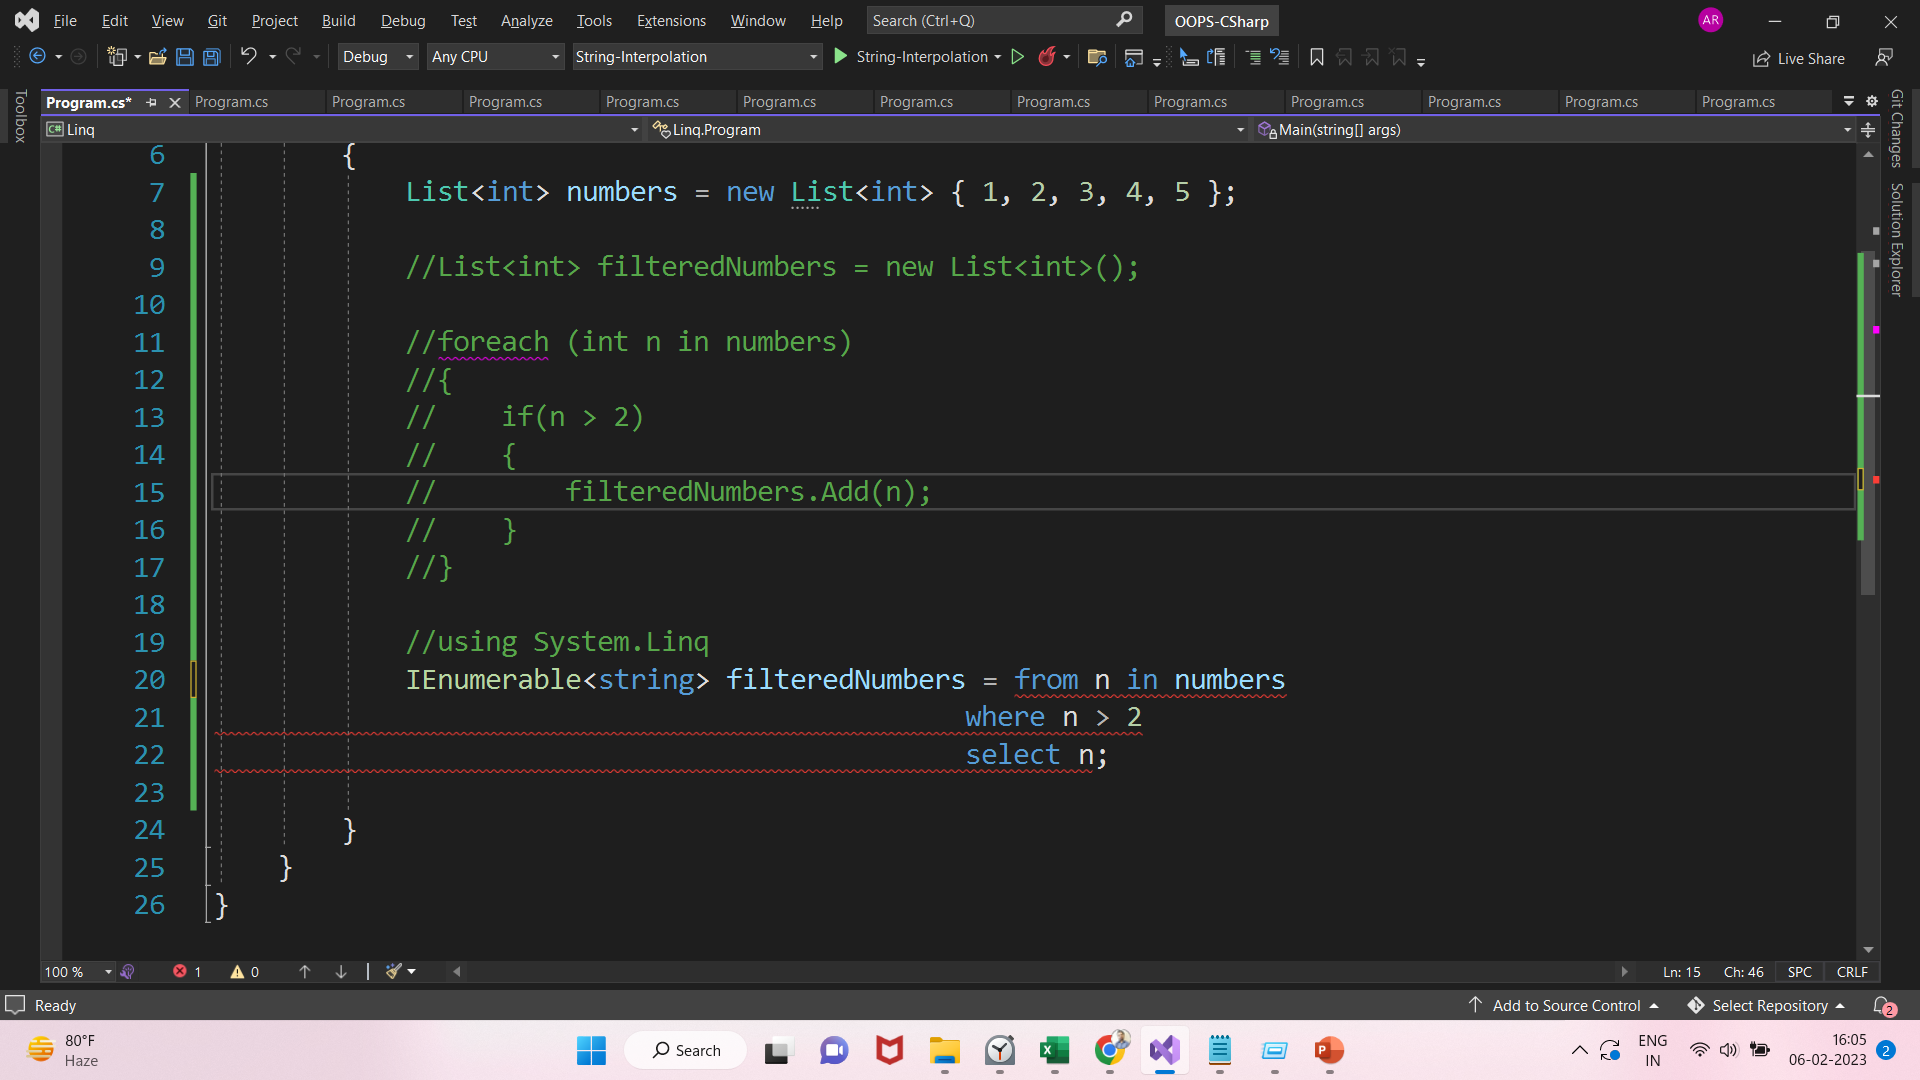 File Edit View Git Project Build Debug Test Analyze Tools Extensions Window Help Search (Ctrl+Q) OOPS-CSharp AR
Debug Any CPU String-Interpolation String-Interpolation Live Share
Toolbox
Program.cs* Program.cs Program.cs Program.cs Program.cs Program.cs Program.cs Program.cs Program.cs Program.cs Program.cs Program.cs Program.cs
C# Linq Linq.Program Main(string[] args)
Git Changes
Solution Explorer
6 {
7 List<int> numbers = new List<int> { 1, 2, 3, 4, 5 };
8
9 //List<int> filteredNumbers = new List<int>();
10
11 //foreach (int n in numbers)
12 //{
13 // if(n > 2)
14 // {
15 // filteredNumbers.Add(n);
16 // }
17 //}
18
19 //using System.Linq
20 IEnumerable<string> filteredNumbers = from n in numbers
21 where n > 2
22 select n;
23
24 }
25 }
26 }
100 % 1 0 Ln: 15 Ch: 46 SPC CRLF
Ready Add to Source Control Select Repository 2
80°F
Haze
Search
P
ENG
IN
16:05
06-02-2023
2